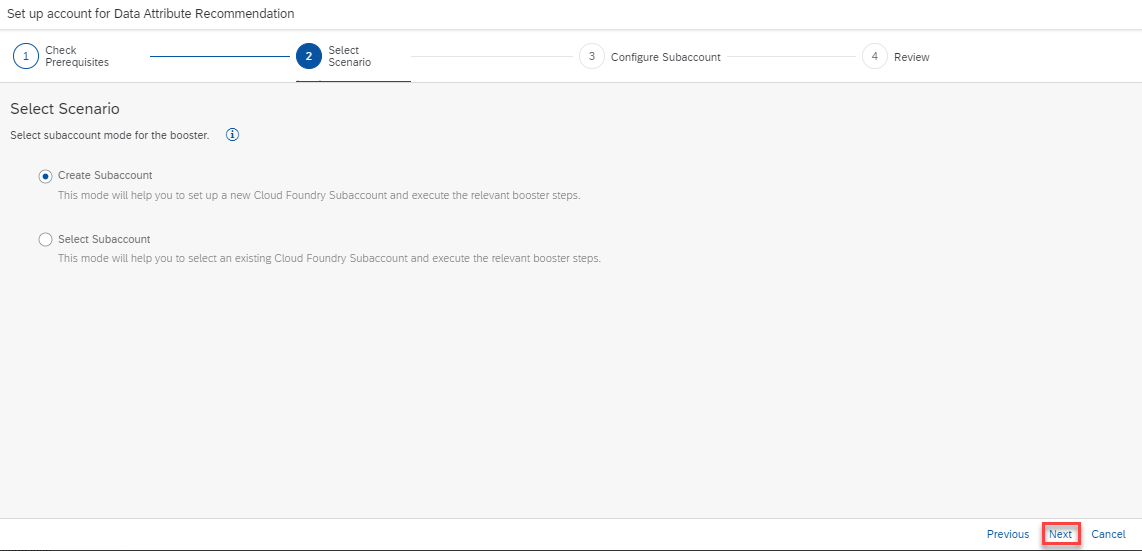 Set up account for Data Attribute Recommendation
1 Check Prerequisites
2 Select Scenario
3 Configure Subaccount
4 Review
Select Scenario
Select subaccount mode for the booster.
Create Subaccount
This mode will help you to set up a new Cloud Foundry Subaccount and execute the relevant booster steps.
Select Subaccount
This mode will help you to select an existing Cloud Foundry Subaccount and execute the relevant booster steps.
Previous Next Cancel